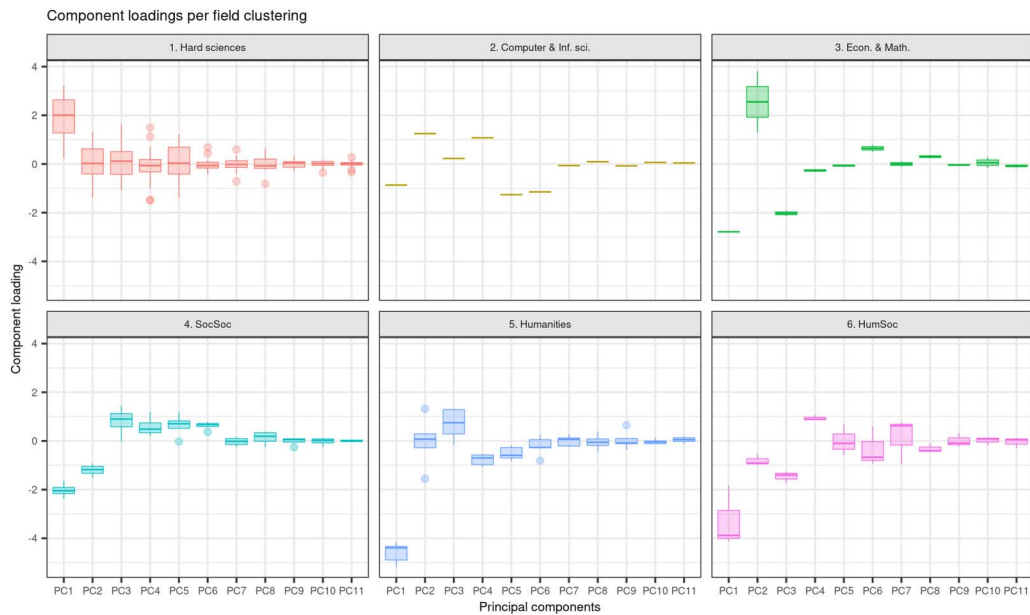 Component loadings per field clustering
1. Hard sciences
2. Computer & Inf. sci.
3. Econ. & Math.
4
2
0
-2
-4
4. SocSoc
5. Humanities
6. HumSoc
4
2
0
-2
-4
Component loading
PC1 PC2 PC3 PC4 PC5 PC6 PC7 PC8 PC9 PC10 PC11
PC1 PC2 PC3 PC4 PC5 PC6 PC7 PC8 PC9 PC10 PC11
PC1 PC2 PC3 PC4 PC5 PC6 PC7 PC8 PC9 PC10 PC11
Principal components